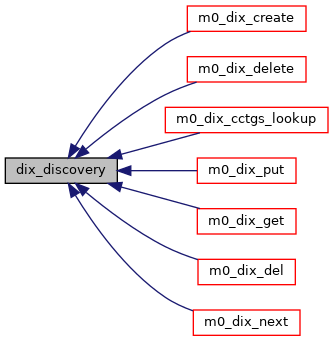 m0_dix_create
m0_dix_delete
m0_dix_cctgs_lookup
dix_discovery
m0_dix_put
m0_dix_get
m0_dix_del
m0_dix_next